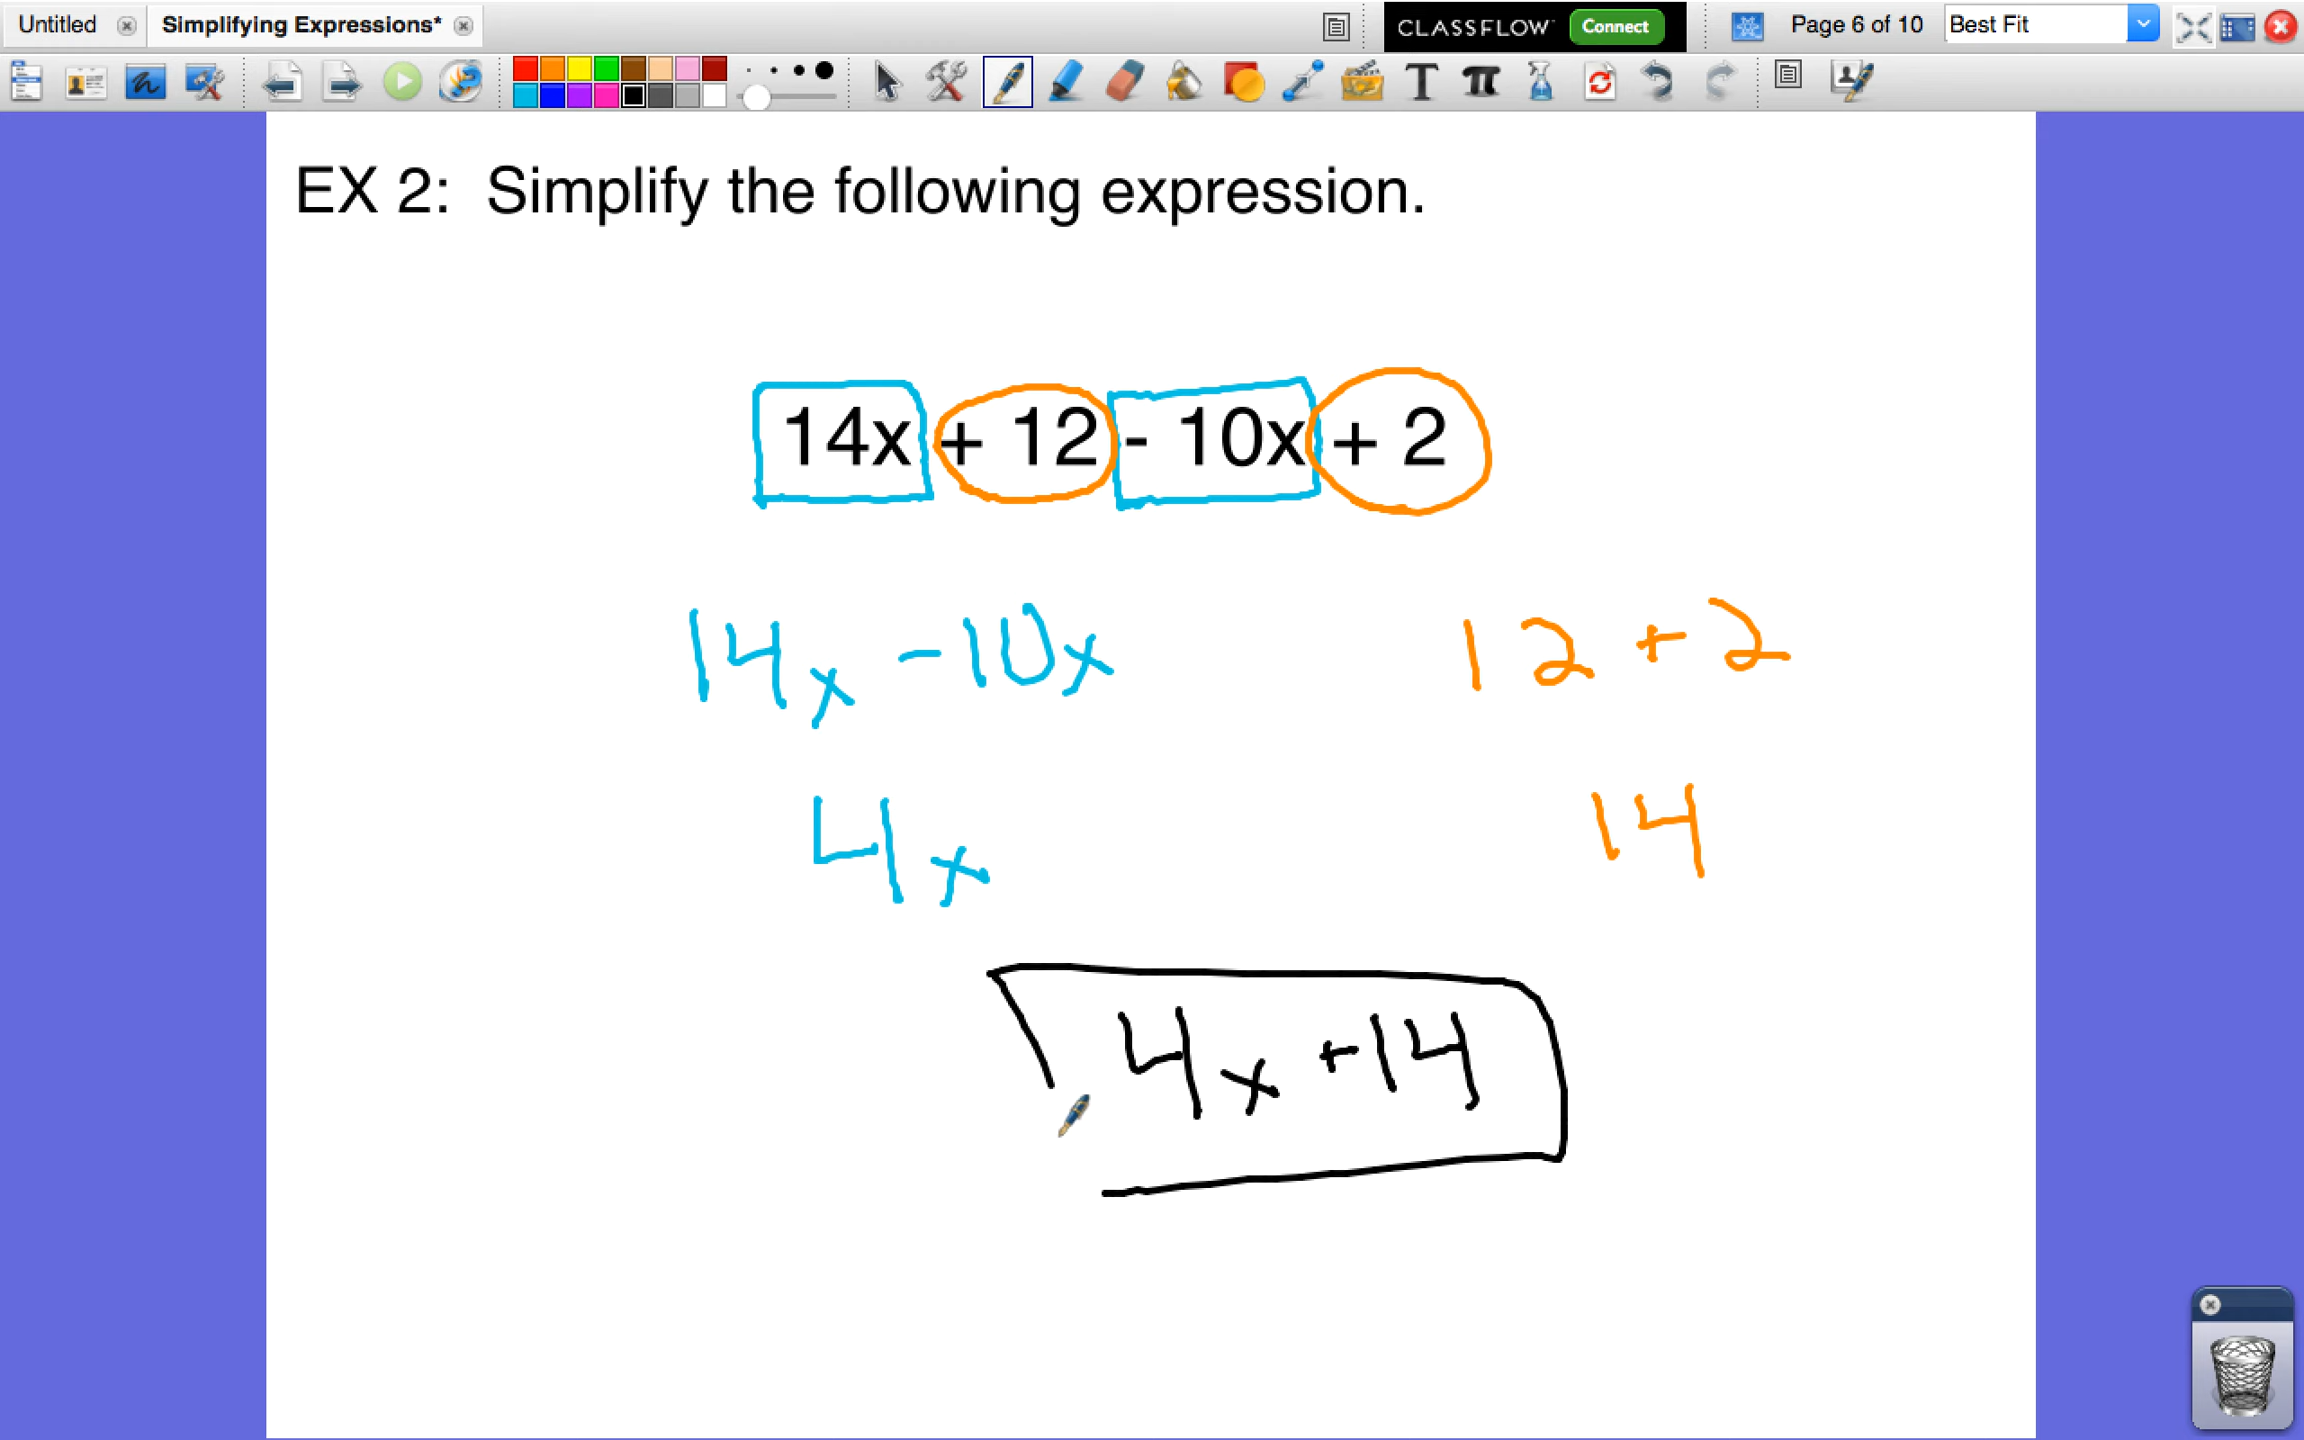 Untitled Simplifying Expressions* CLASSFLOW Connect Page 6 of 10 Best Fit
EX 2: Simplify the following expression.
14x + 12 - 10x + 2
14x - 10x 12 + 2
4x 14
4x + 14